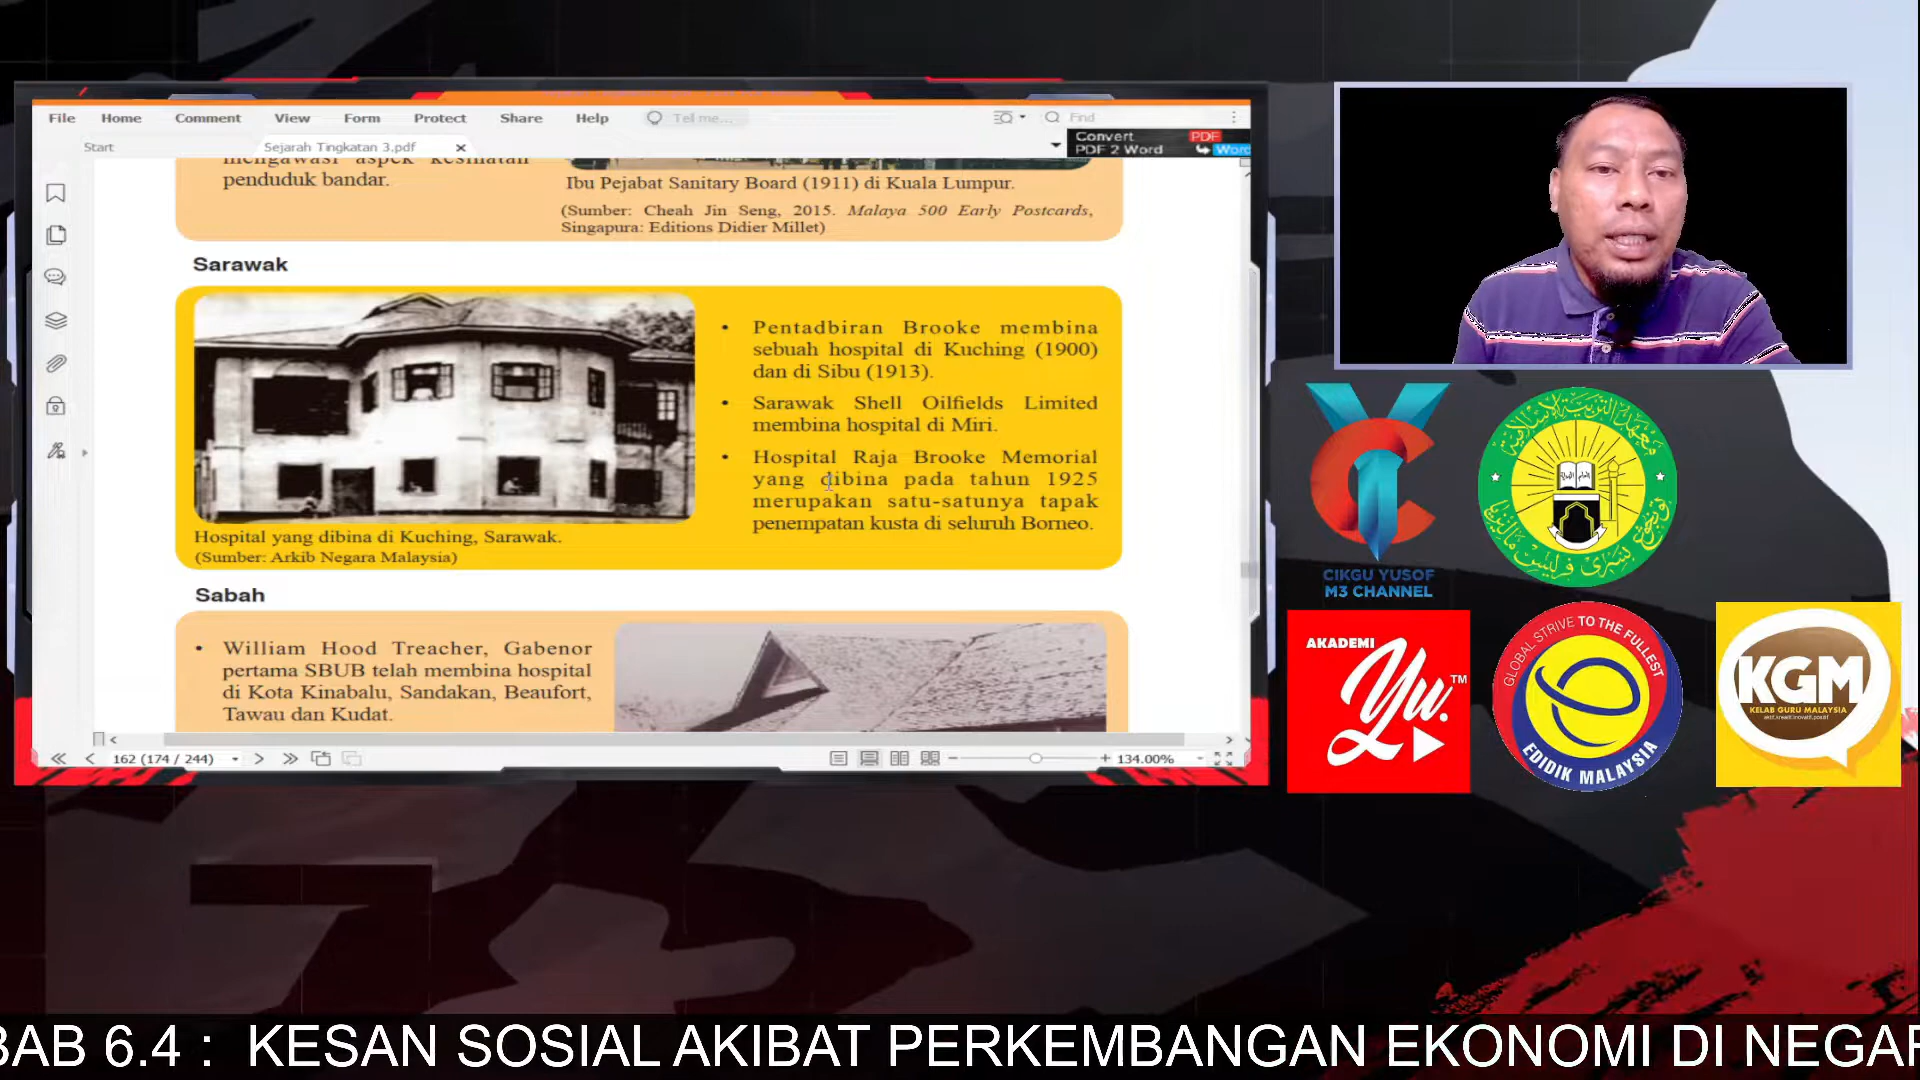 File Home Comment View Form Protect Share Help Tell me... Find
Convert PDF
PDF 2 Word Word
Start Sejarah Tingkatan 3.pdf
mengawasi aspek kesihatan
penduduk bandar.
Ibu Pejabat Sanitary Board (1911) di Kuala Lumpur.
(Sumber: Cheah Jin Seng, 2015. Malaya 500 Early Postcards,
Singapura: Editions Didier Millet)
Sarawak
• Pentadbiran Brooke membina
sebuah hospital di Kuching (1900)
dan di Sibu (1913).
• Sarawak Shell Oilfields Limited
membina hospital di Miri.
• Hospital Raja Brooke Memorial
yang dibina pada tahun 1925
merupakan satu-satunya tapak
penempatan kusta di seluruh Borneo.
Hospital yang dibina di Kuching, Sarawak.
(Sumber: Arkib Negara Malaysia)
Sabah
• William Hood Treacher, Gabenor
pertama SBUB telah membina hospital
di Kota Kinabalu, Sandakan, Beaufort,
Tawau dan Kudat.
162 (174 / 244)
134.00%
CIKGU YUSOF
M3 CHANNEL
AKADEMI
Yu.
TM
GLOBAL STRIVE TO THE FULLEST
EDIDIK MALAYSIA
KGM
KELAB GURU MALAYSIA
BAB 6.4 : KESAN SOSIAL AKIBAT PERKEMBANGAN EKONOMI DI NEGAR